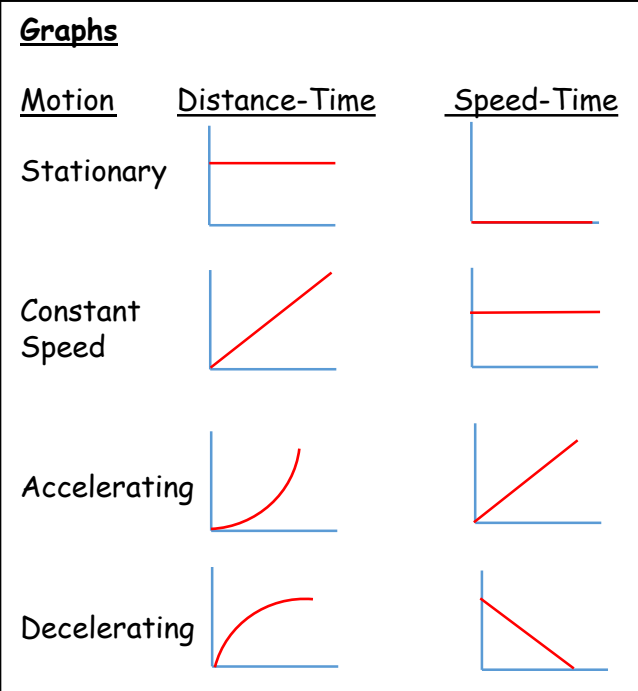 Graphs
Motion Distance-Time Speed-Time
Stationary
Constant
Speed
Accelerating
Decelerating